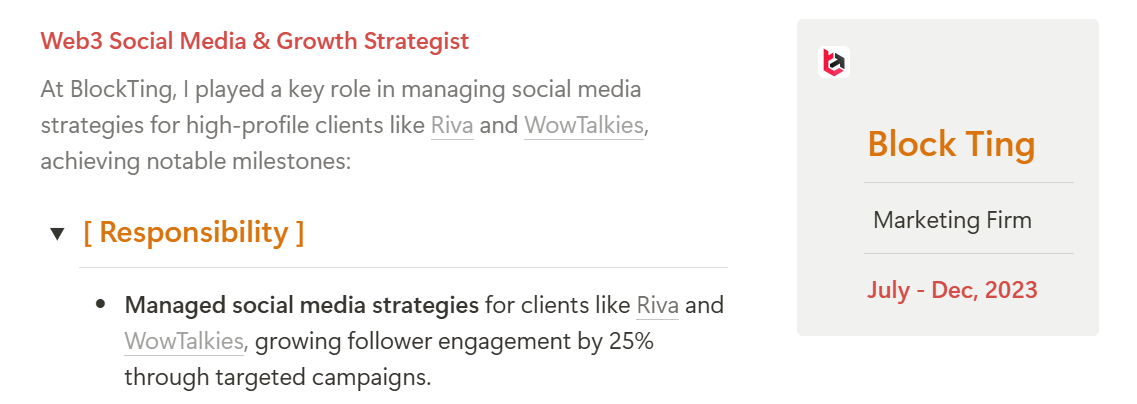 Web3 Social Media & Growth Strategist
At BlockTing, I played a key role in managing social media
strategies for high-profile clients like Riva and WowTalkies,
achieving notable milestones:
▼ [ Responsibility ]
• Managed social media strategies for clients like Riva and
WowTalkies, growing follower engagement by 25%
through targeted campaigns.
Block Ting
Marketing Firm
July - Dec, 2023